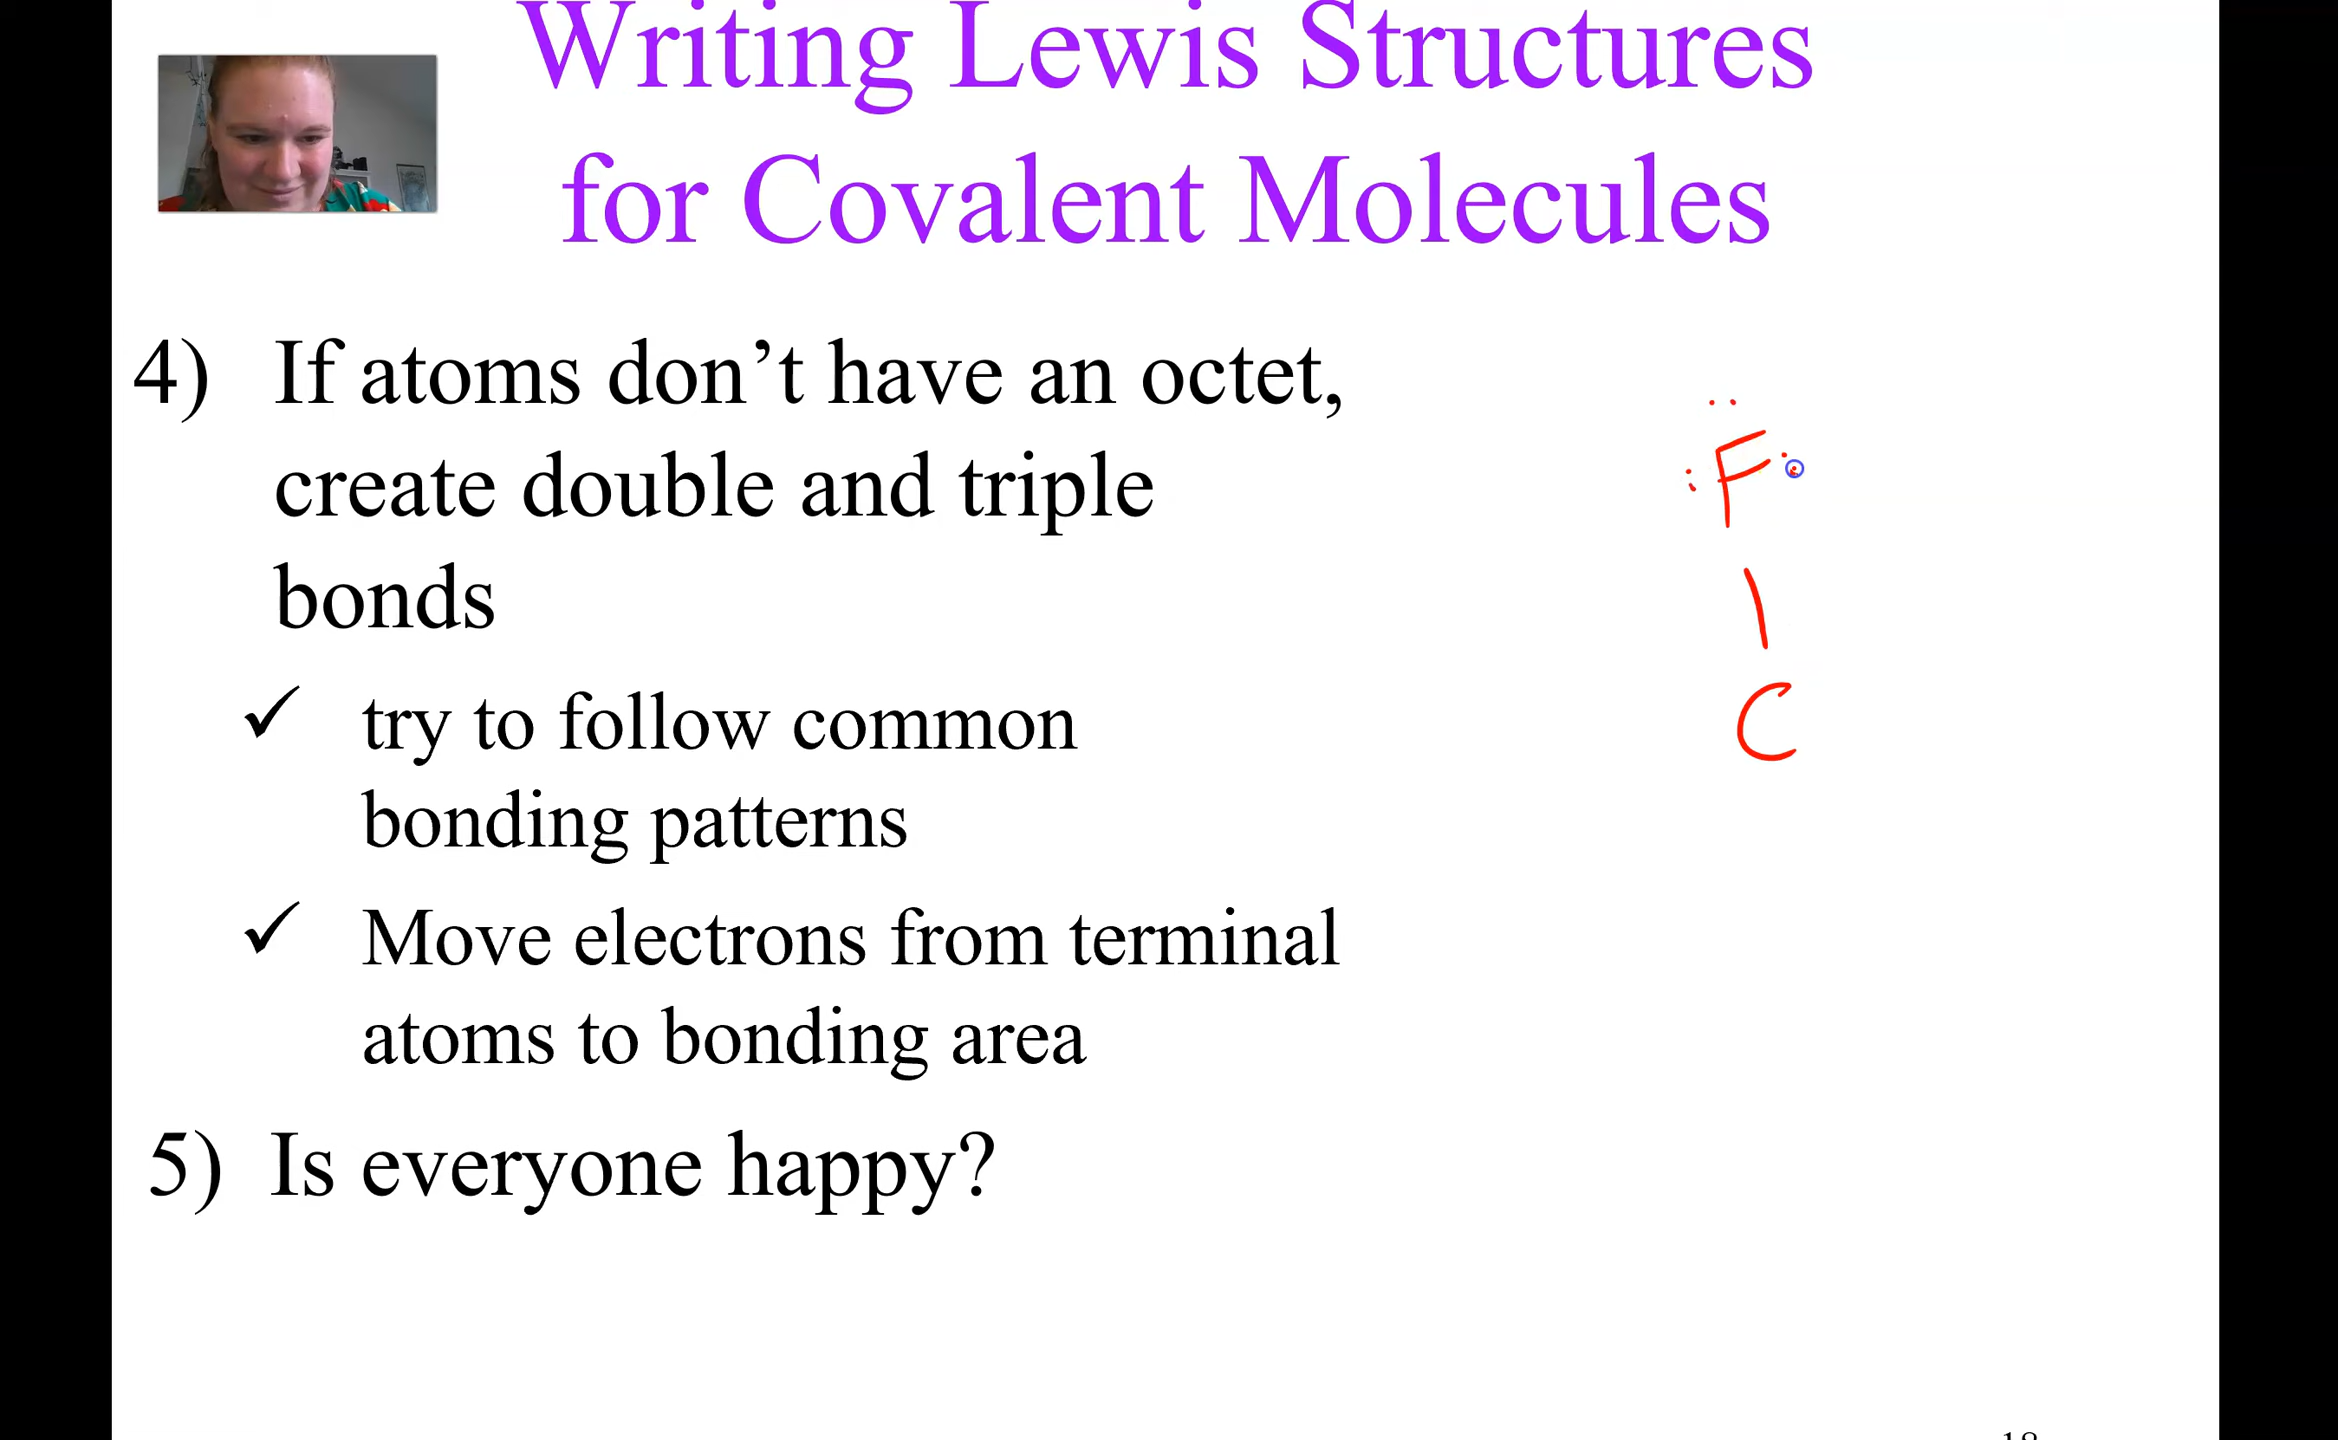 Writing Lewis Structures
for Covalent Molecules
4) If atoms don’t have an octet,
create double and triple
bonds
✓ try to follow common
bonding patterns
✓ Move electrons from terminal
atoms to bonding area
5) Is everyone happy?
F
C
18